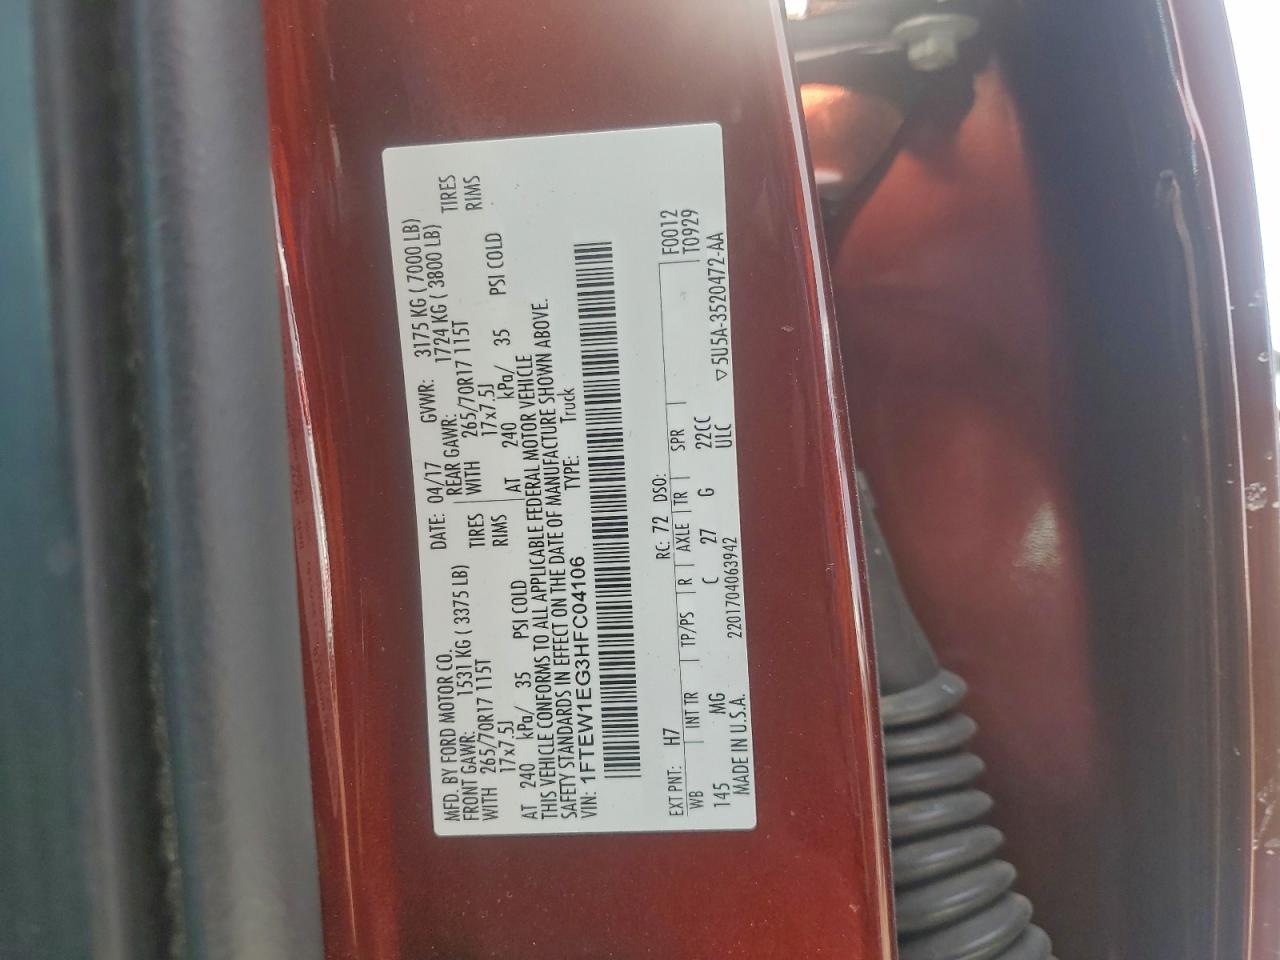 MFD. BY FORD MOTOR CO.
DATE: 04/17 GVWR: 3175 KG ( 7000 LB)
FRONT GAWR: 1531 KG ( 3375 LB) REAR GAWR: 1724 KG ( 3800 LB)
WITH 265/70R17 115T TIRES WITH 265/70R17 115T TIRES
17x7.5J RIMS 17x7.5J RIMS
AT 240 kPa/ 35 PSI COLD AT 240 kPa/ 35 PSI COLD
THIS VEHICLE CONFORMS TO ALL APPLICABLE FEDERAL MOTOR VEHICLE
SAFETY STANDARDS IN EFFECT ON THE DATE OF MANUFACTURE SHOWN ABOVE.
VIN: 1FTEW1EG3HFC04106 TYPE: Truck
EXT PNT: H7 RC: 72 DSO: F0012
WB INT TR TP/PS R AXLE TR SPR T0929
145 MG C 27 G 22CC
MADE IN U.S.A. 2201704063942 ULC ▽ 5U5A-3520472-AA